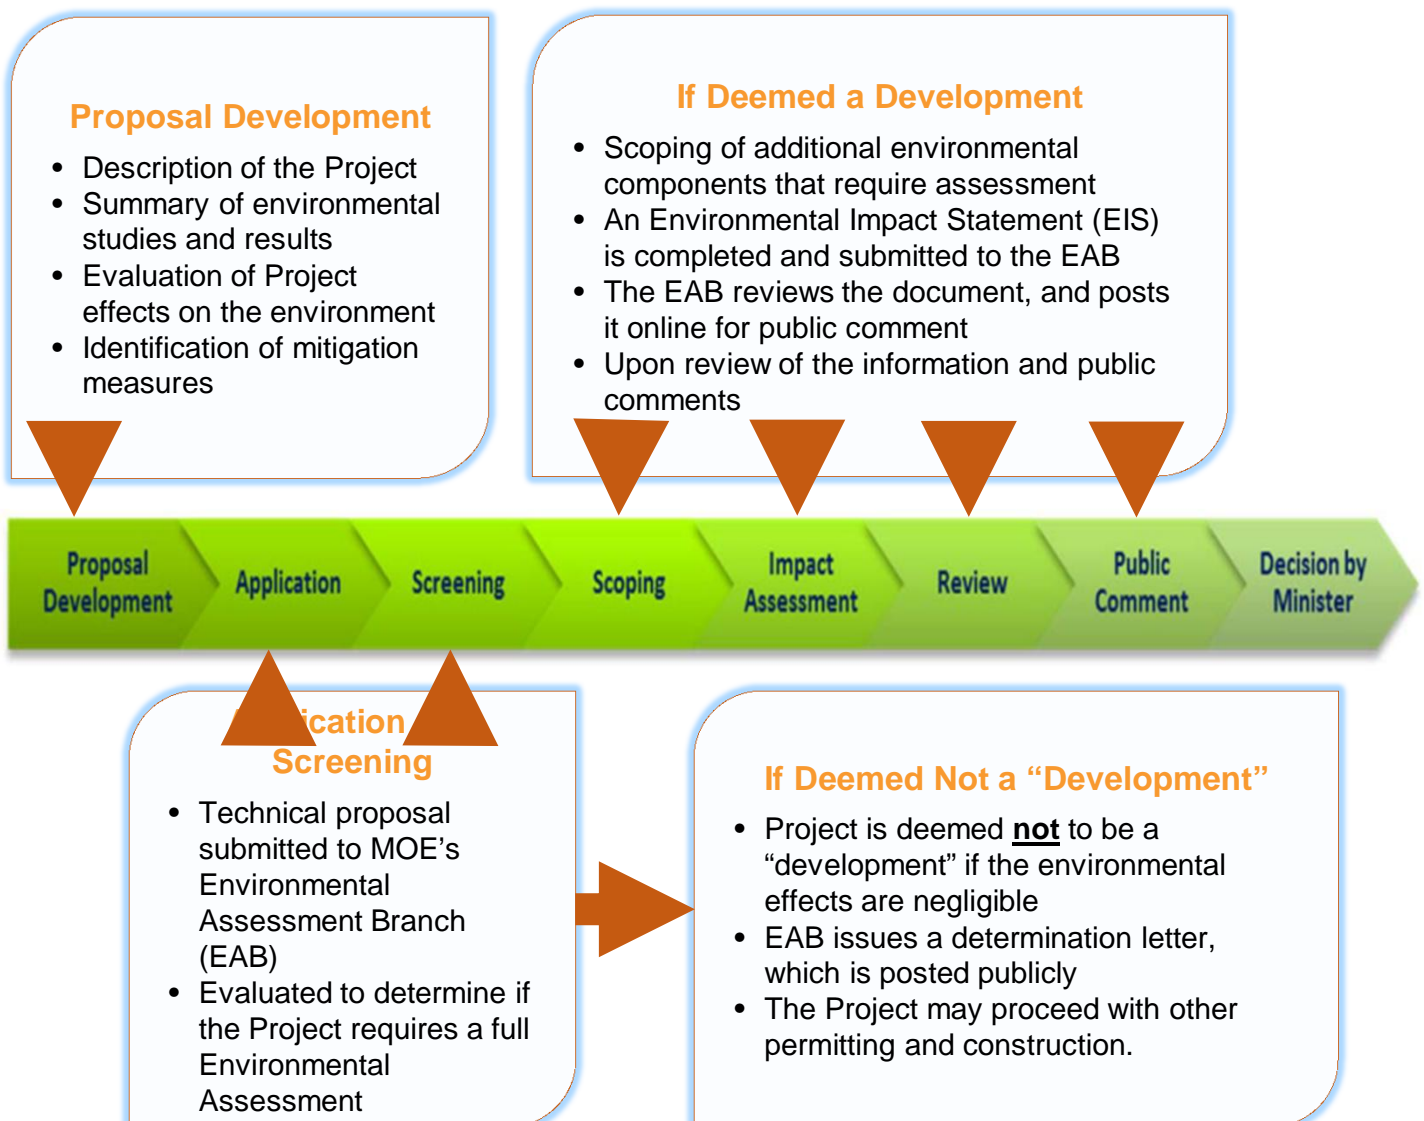 Proposal Development
• Description of the Project
• Summary of environmental
studies and results
• Evaluation of Project
effects on the environment
• Identification of mitigation
measures
If Deemed a Development
• Scoping of additional environmental
components that require assessment
• An Environmental Impact Statement (EIS)
is completed and submitted to the EAB
• The EAB reviews the document, and posts
it online for public comment
• Upon review of the information and public
comments
Proposal
Development
Application
Screening
Scoping
Impact
Assessment
Review
Public
Comment
Decision by
Minister
Screening
• Technical proposal
submitted to MOE’s
Environmental
Assessment Branch
(EAB)
• Evaluated to determine if
the Project requires a full
Environmental
Assessment
If Deemed Not a “Development”
• Project is deemed not to be a
“development” if the environmental
effects are negligible
• EAB issues a determination letter,
which is posted publicly
• The Project may proceed with other
permitting and construction.